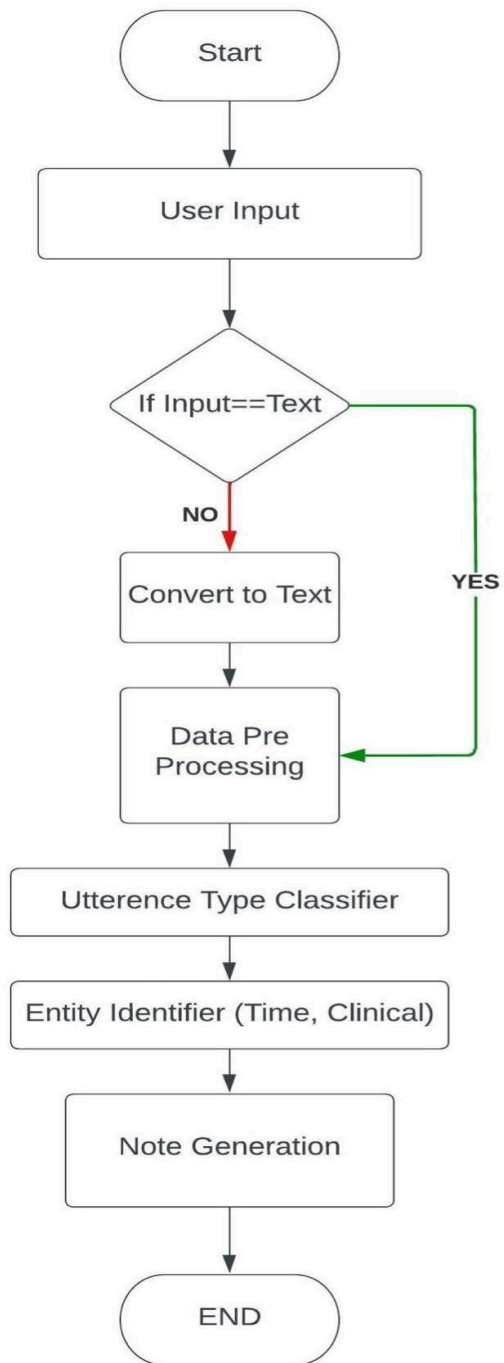 Start
User Input
If Input==Text
NO
Convert to Text
YES
Data Pre
Processing
Utterence Type Classifier
Entity Identifier (Time, Clinical)
Note Generation
END